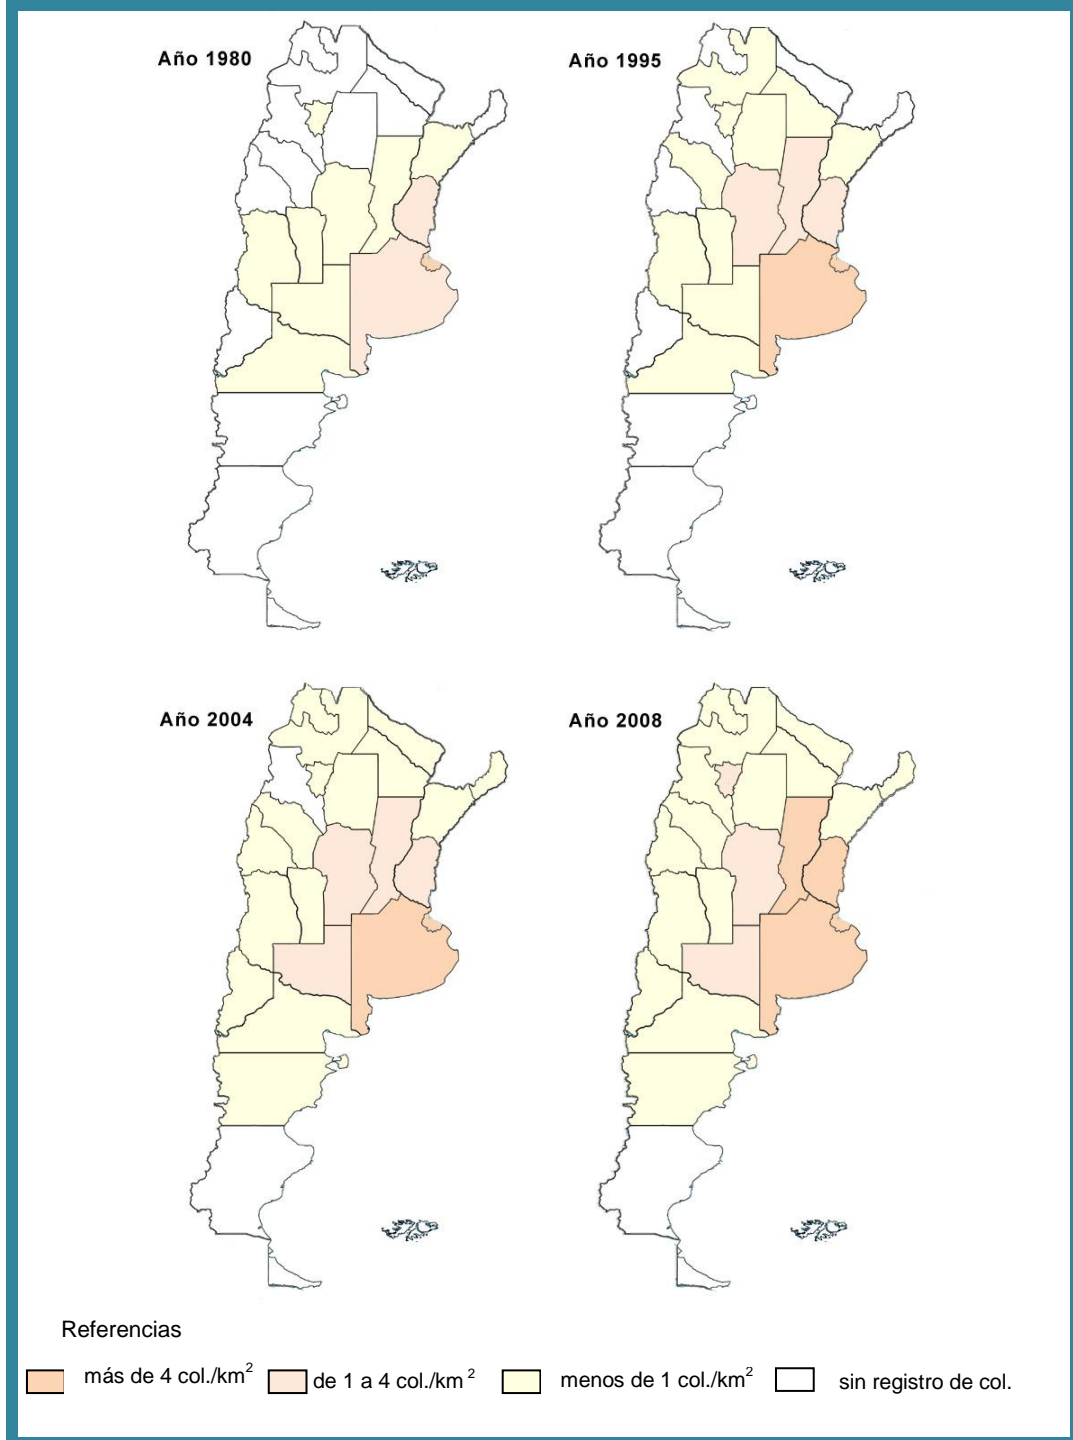 Año 1980
Año 1995
Año 2004
Año 2008
Referencias
más de 4 col./km²
de 1 a 4 col./km²
menos de 1 col./km²
sin registro de col.